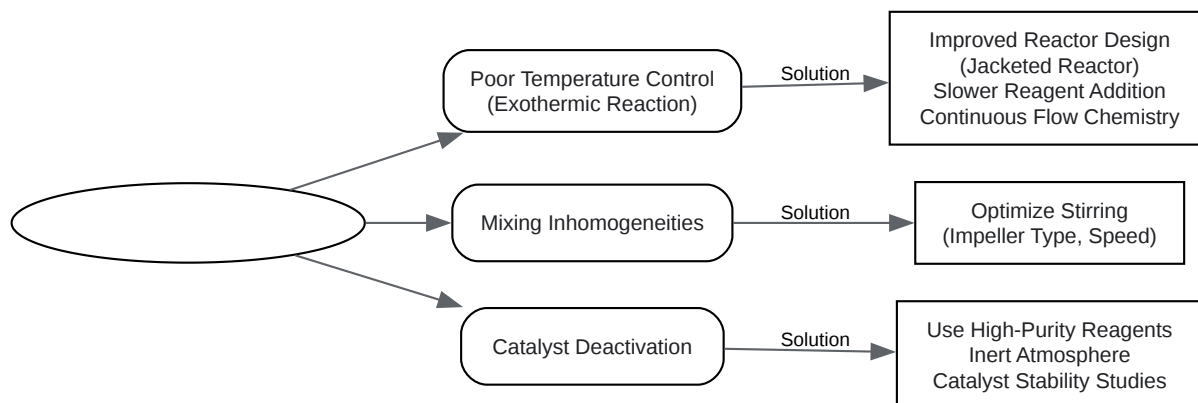 Poor Temperature Control
(Exothermic Reaction)
Solution
Improved Reactor Design
(Jacketed Reactor)
Slower Reagent Addition
Continuous Flow Chemistry
Mixing Inhomogeneities
Solution
Optimize Stirring
(Impeller Type, Speed)
Catalyst Deactivation
Solution
Use High-Purity Reagents
Inert Atmosphere
Catalyst Stability Studies